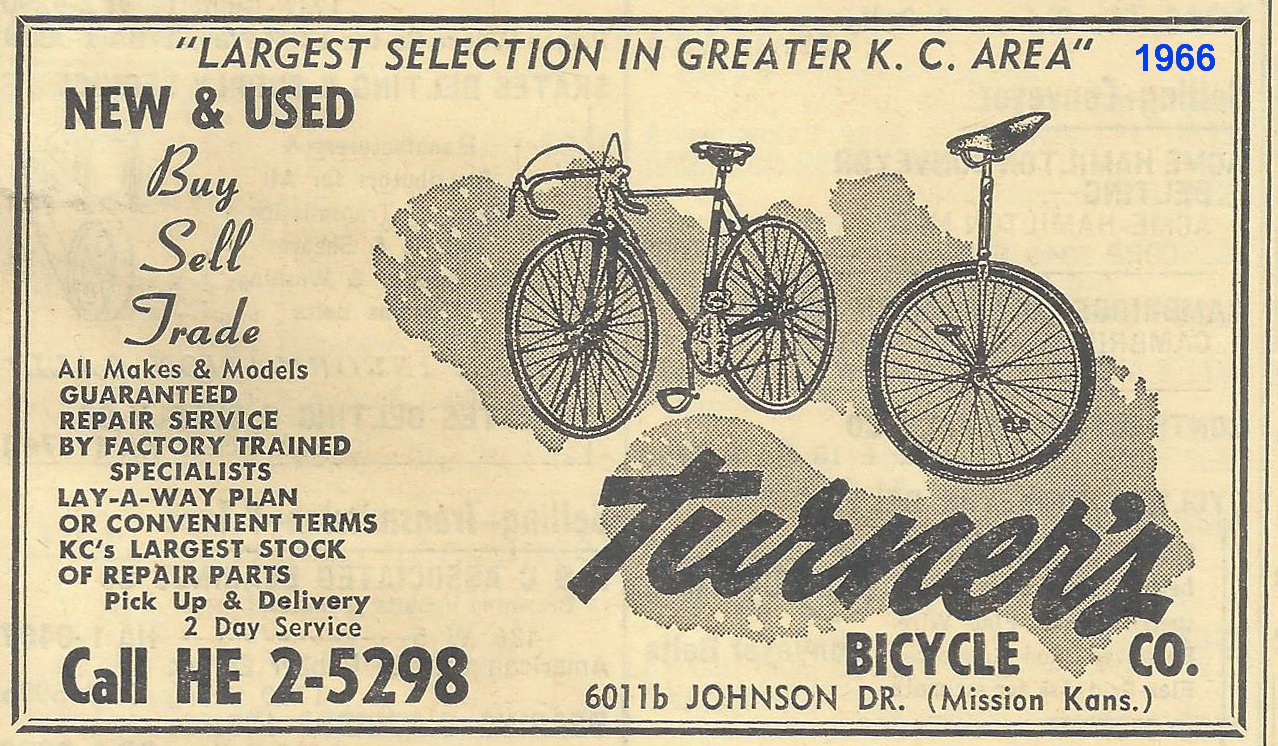 "LARGEST SELECTION IN GREATER K. C. AREA"
1966
NEW & USED
Buy
Sell
Trade
All Makes & Models
GUARANTEED
REPAIR SERVICE
BY FACTORY TRAINED
SPECIALISTS
LAY-A-WAY PLAN
OR CONVENIENT TERMS
KC's LARGEST STOCK
OF REPAIR PARTS
Pick Up & Delivery
2 Day Service
Call HE 2-5298
Turner's
BICYCLE CO.
6011b JOHNSON DR. (Mission Kans.)